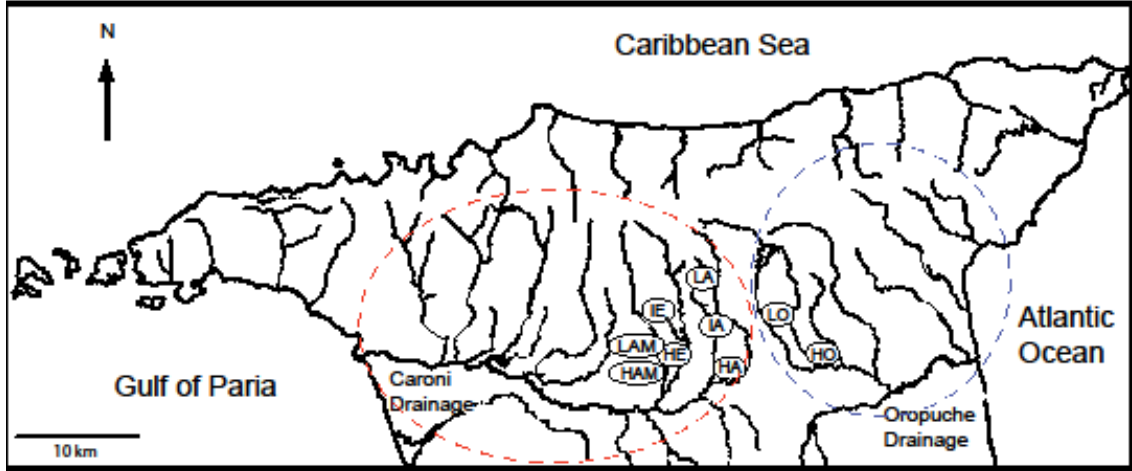 N
Caribbean Sea
LA
IE
LO
IA
LAM
HE
HO
HAM
HA
Atlantic
Ocean
Gulf of Paria
Caroni
Drainage
Oropuche
Drainage
10 km